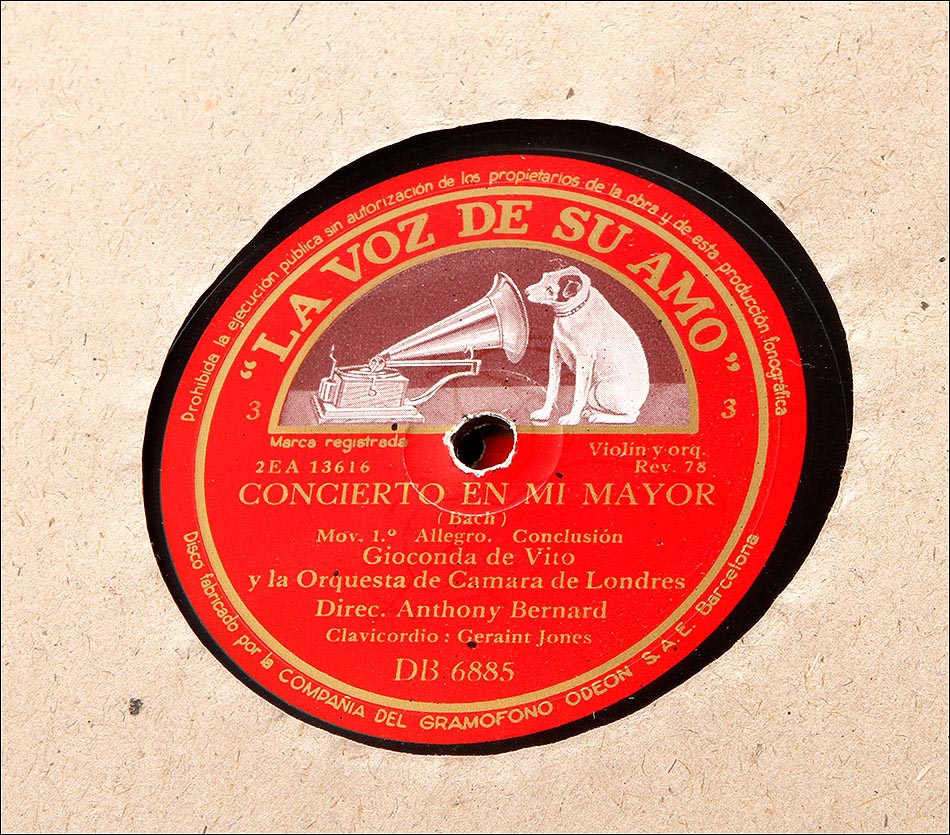 Prohibida la ejecución pública sin autorización de los propietarios de la obra y de esta producción fonográfica
"LA VOZ DE SU AMO"
3 3
Marca registrada
Violín y orq.
2EA 13616
Rev. 78
CONCIERTO EN MI MAYOR
(Bach)
Mov. 1.º Allegro. Conclusión
Gioconda de Vito
y la Orquesta de Camara de Londres
Direc. Anthony Bernard
Clavicordio: Geraint Jones
DB 6885
Disco fabricado por la COMPAÑIA DEL GRAMOFONO ODEON S. A. E. Barcelona